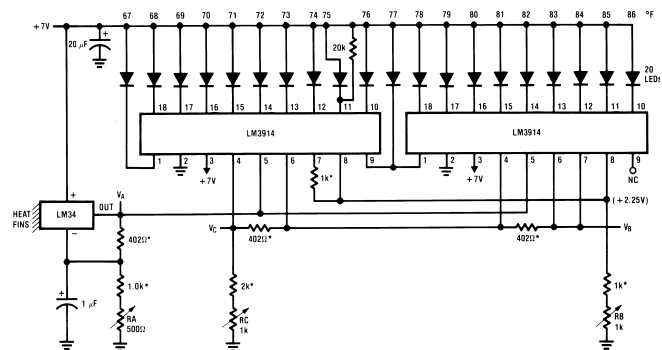 67 68 69 70 71 72 73 74 75 76 77 78 79 80 81 82 83 84 85 86 °F
+7V
20 µF
+
20k
20
LEDs
18 17 16 15 14 13 12 11 10
18 17 16 15 14 13 12 11 10
LM3914
LM3914
1 2 3 4 5 6 7 8 9
1 2 3 4 5 6 7 8 9
+7V
1k*
+7V
NC
(+2.25V)
+
VA
OUT
HEAT
FINS
LM34
−
402Ω*
VC
402Ω*
402Ω*
VB
+
1 µF
1.0k*
RA
500Ω
2k*
RC
1k
1k*
RB
1k